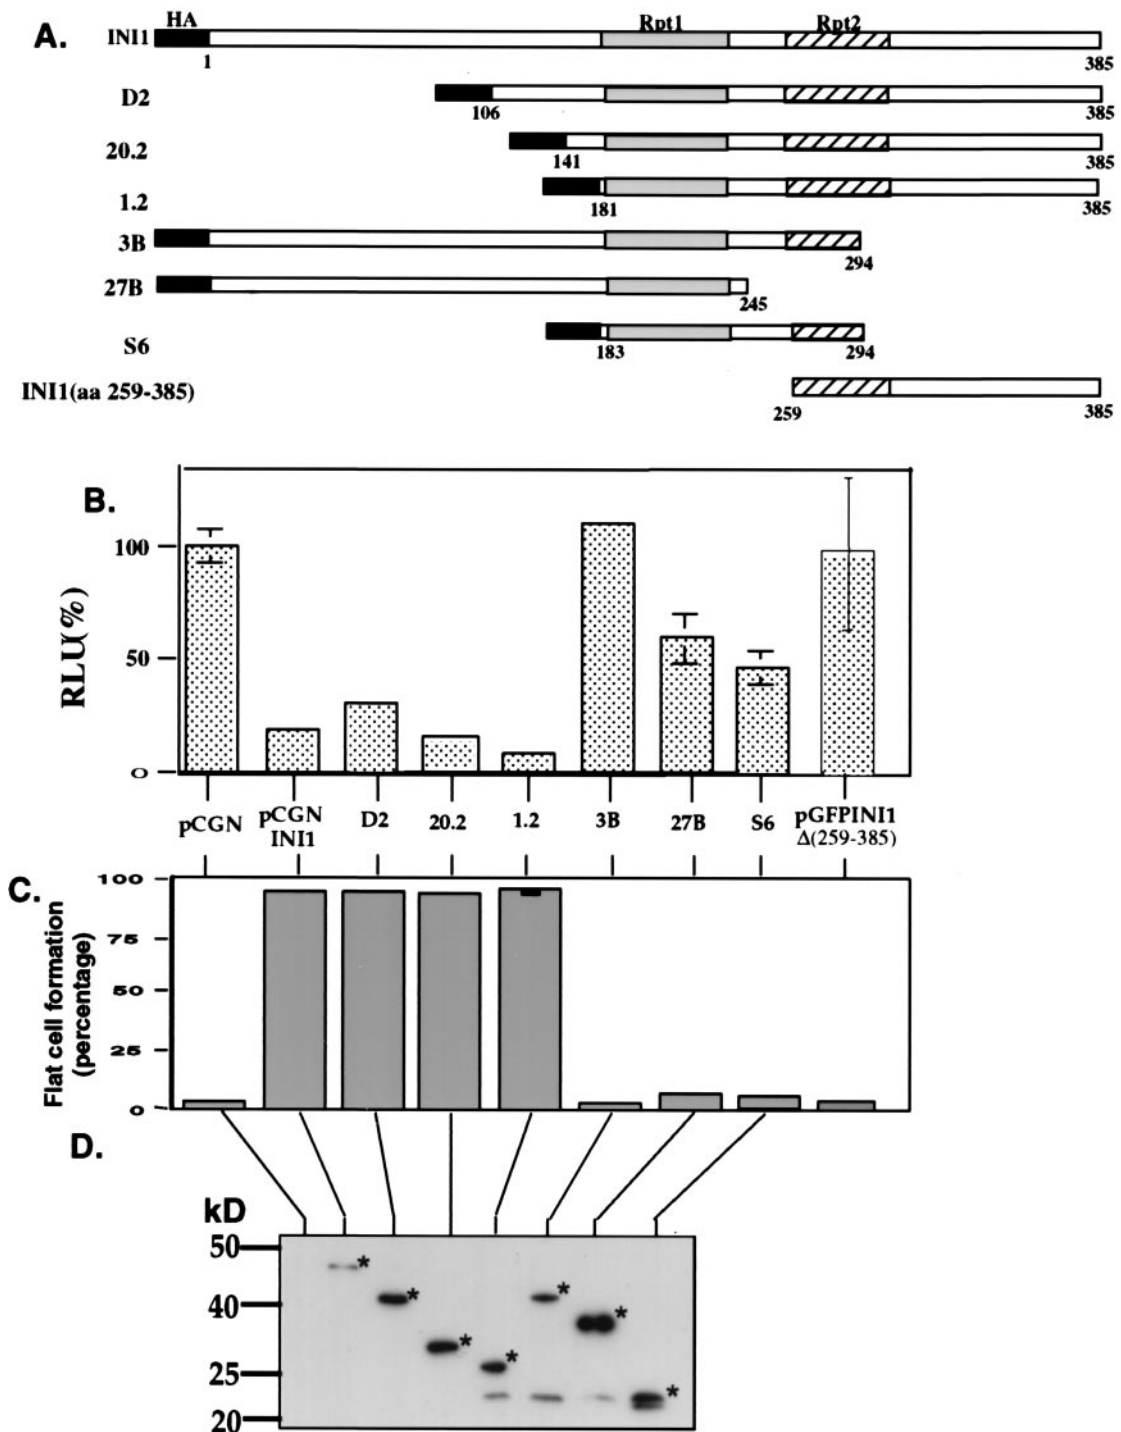 A.
HA Rpt1 Rpt2
INI1
1 385
D2
106 385
20.2
141 385
1.2
181 385
3B
294
27B
245
S6
183 294
INI1(aa 259-385)
259 385
B.
RLU(%)
100
50
0
pCGN pCGN INI1 D2 20.2 1.2 3B 27B S6 pGFPINI1 Δ(259-385)
C.
Flat cell formation
(percentage)
100
75
50
25
0
D.
kD
50
40
25
20
* * * * * * *